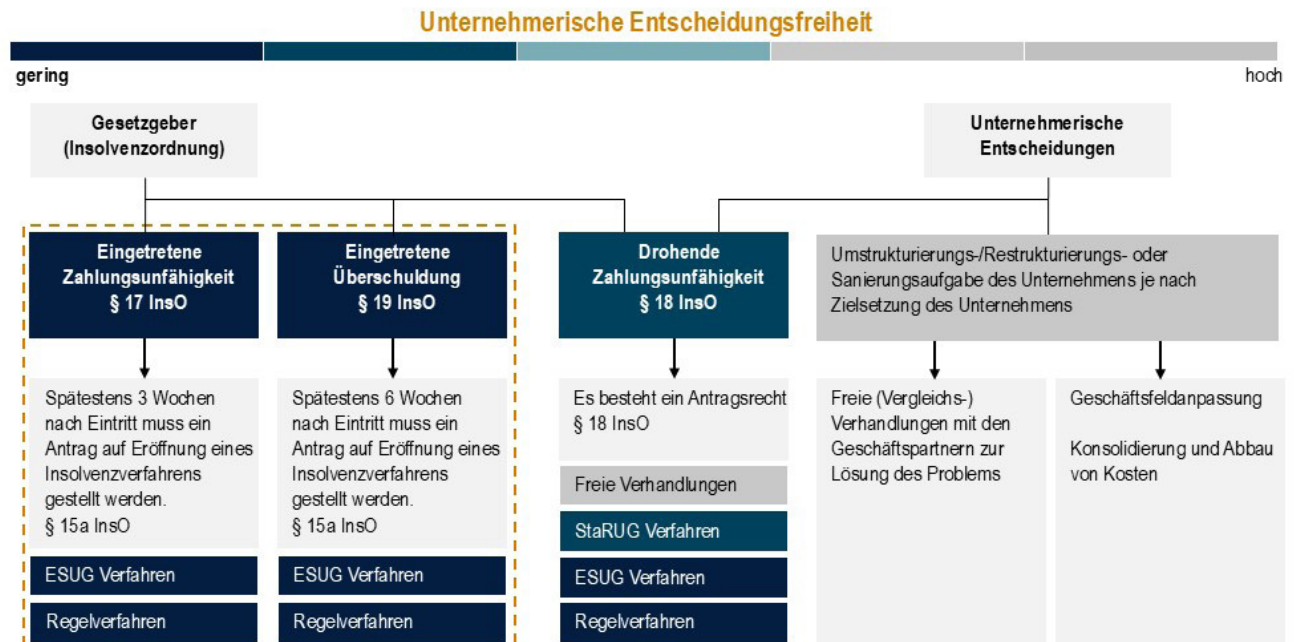 Unternehmerische Entscheidungsfreiheit
gering
hoch
Gesetzgeber
(Insolvenzordnung)
Unternehmerische
Entscheidungen
Eingetretene
Zahlungsunfähigkeit
§ 17 InsO
Eingetretene
Überschuldung
§ 19 InsO
Drohende
Zahlungsunfähigkeit
§ 18 InsO
Umstrukturierungs-/Restrukturierungs- oder
Sanierungsaufgabe des Unternehmens je nach
Zielsetzung des Unternehmens
Spätestens 3 Wochen
nach Eintritt muss ein
Antrag auf Eröffnung eines
Insolvenzverfahrens
gestellt werden.
§ 15a InsO
Spätestens 6 Wochen
nach Eintritt muss ein
Antrag auf Eröffnung eines
Insolvenzverfahrens
gestellt werden.
§ 15a InsO
Es besteht ein Antragsrecht
§ 18 InsO
Freie (Vergleichs-)
Verhandlungen mit den
Geschäftspartnern zur
Lösung des Problems
Geschäftsfeldanpassung
Konsolidierung und Abbau
von Kosten
Freie Verhandlungen
StaRUG Verfahren
ESUG Verfahren
ESUG Verfahren
ESUG Verfahren
Regelverfahren
Regelverfahren
Regelverfahren